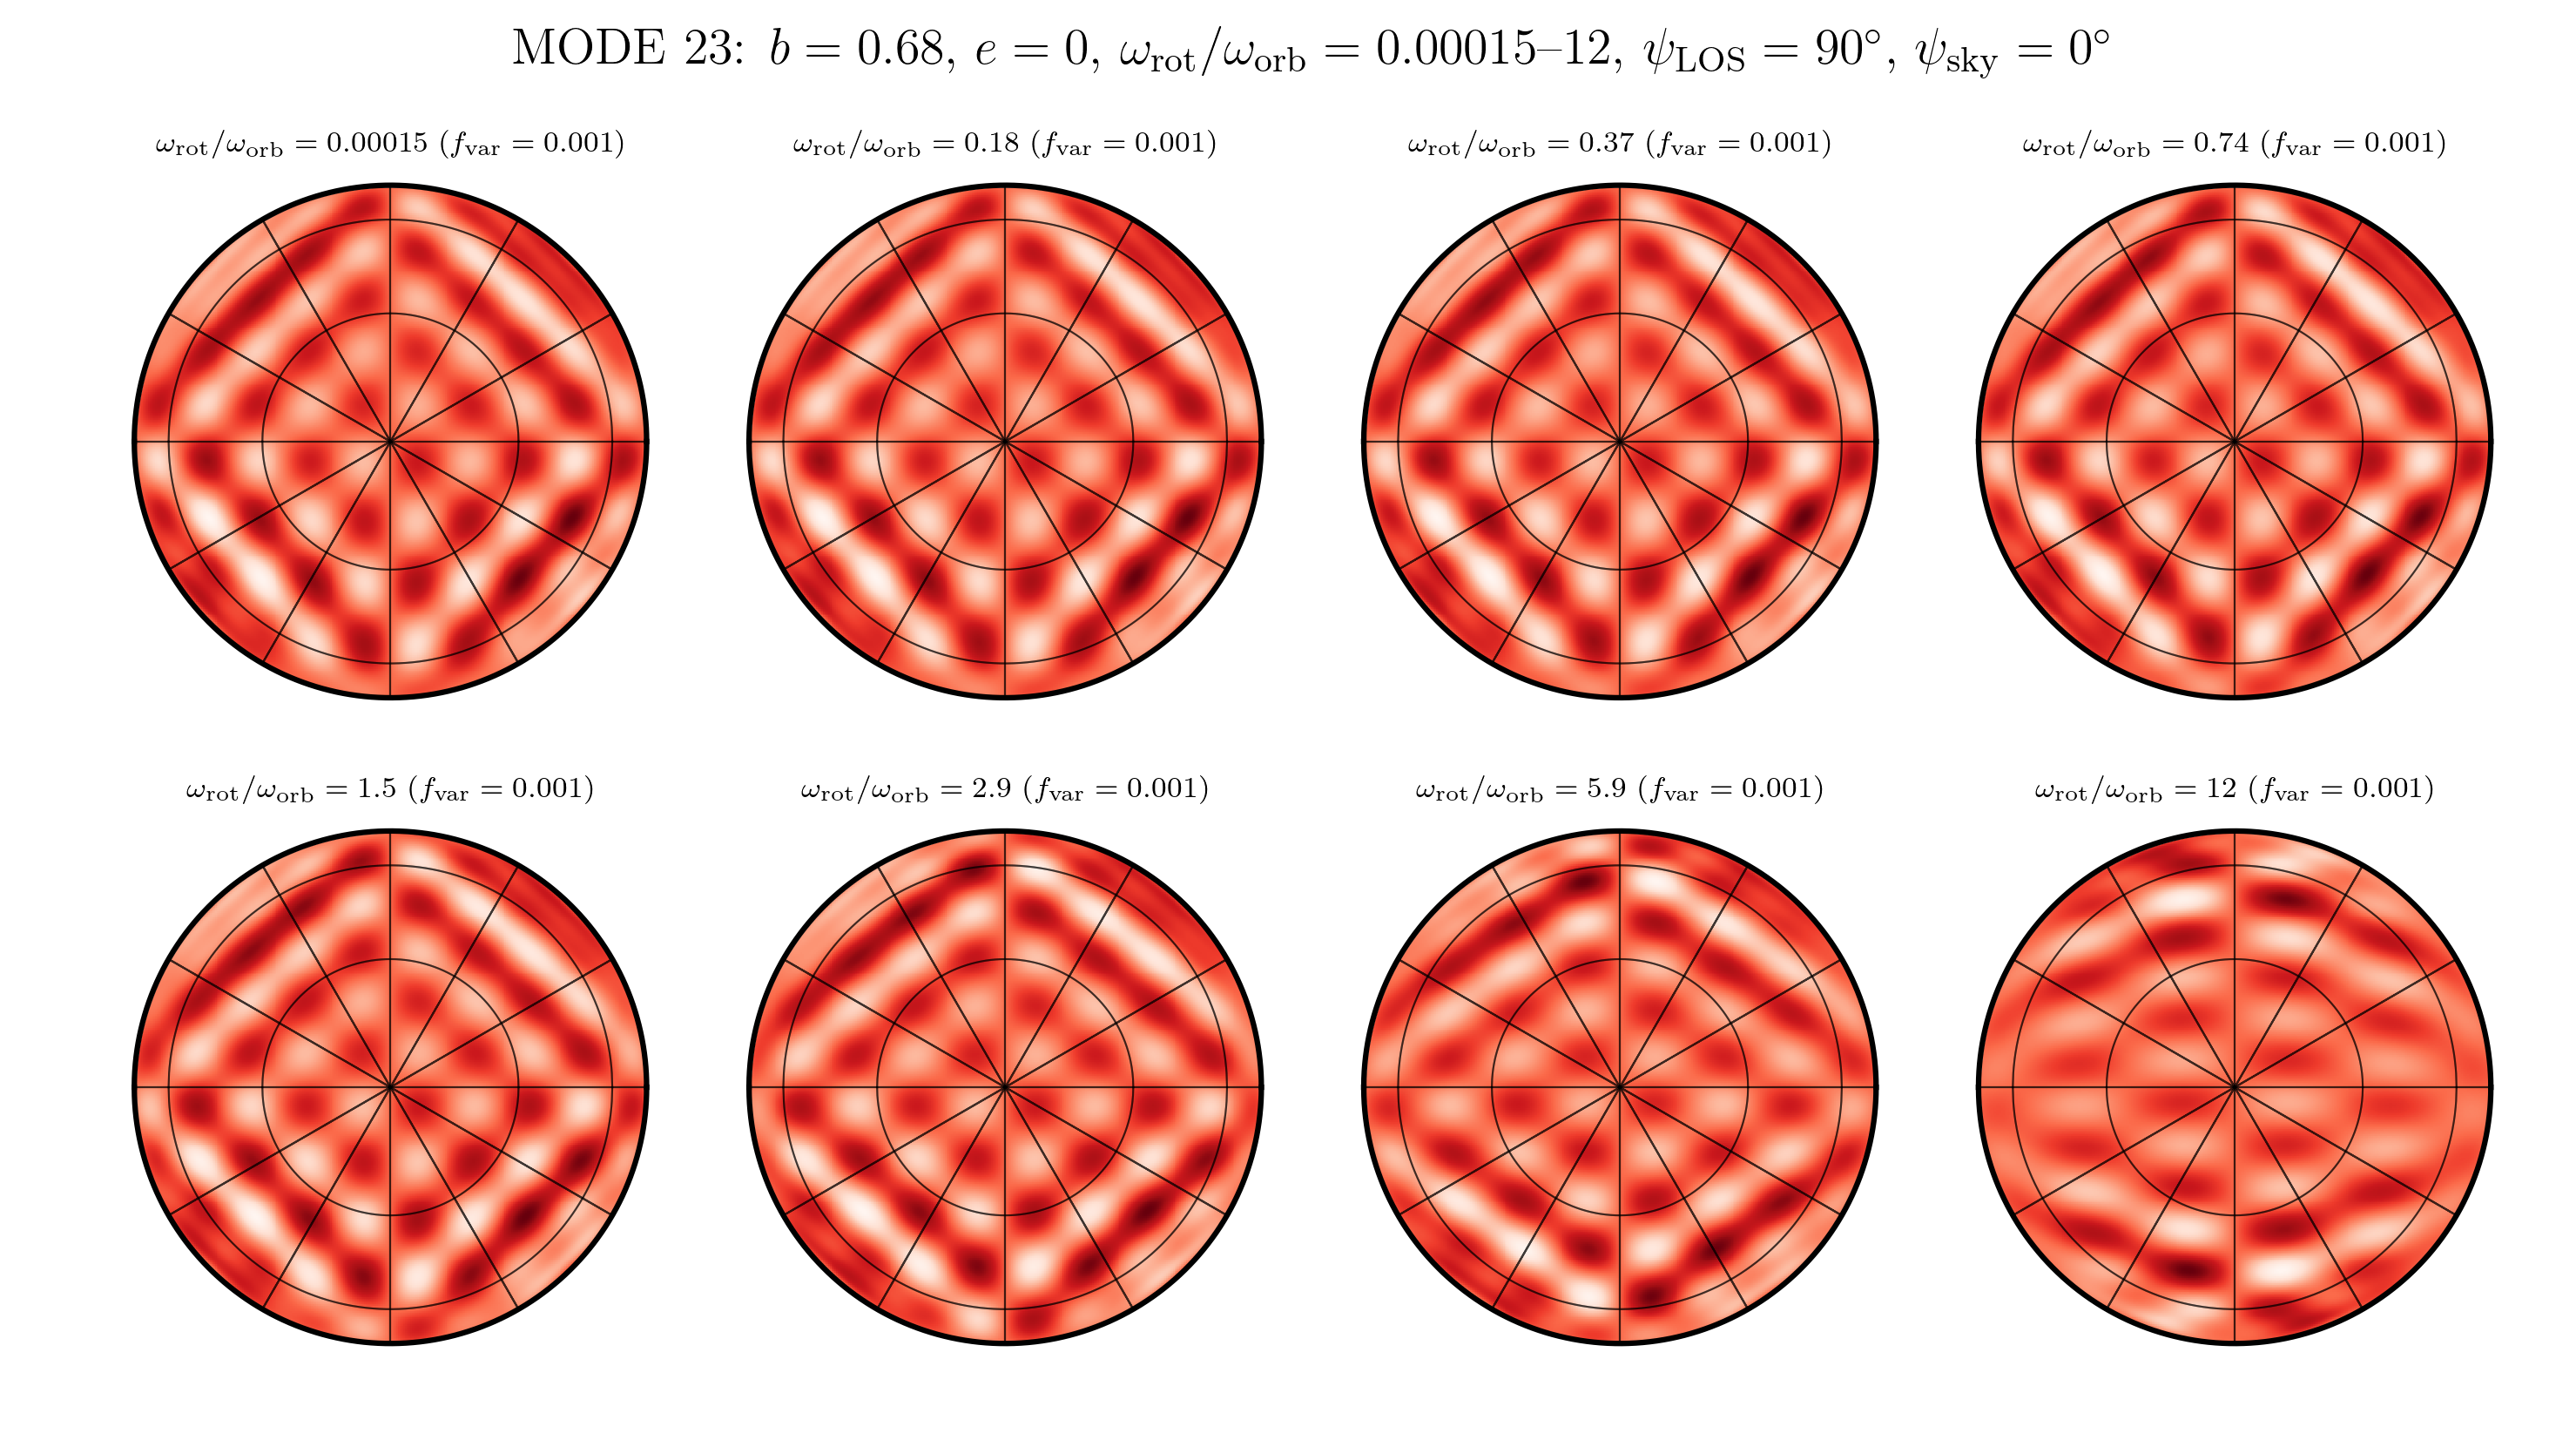 MODE 23: b = 0.68, e = 0, ω_rot/ω_orb = 0.00015–12, ψ_LOS = 90°, ψ_sky = 0°
ω_rot/ω_orb = 0.00015 (f_var = 0.001)
ω_rot/ω_orb = 0.18 (f_var = 0.001)
ω_rot/ω_orb = 0.37 (f_var = 0.001)
ω_rot/ω_orb = 0.74 (f_var = 0.001)
ω_rot/ω_orb = 1.5 (f_var = 0.001)
ω_rot/ω_orb = 2.9 (f_var = 0.001)
ω_rot/ω_orb = 5.9 (f_var = 0.001)
ω_rot/ω_orb = 12 (f_var = 0.001)